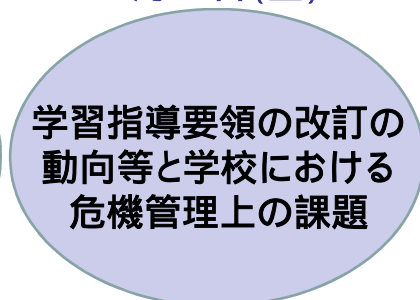 学習指導要領の改訂の
動向等と学校における
危機管理上の課題